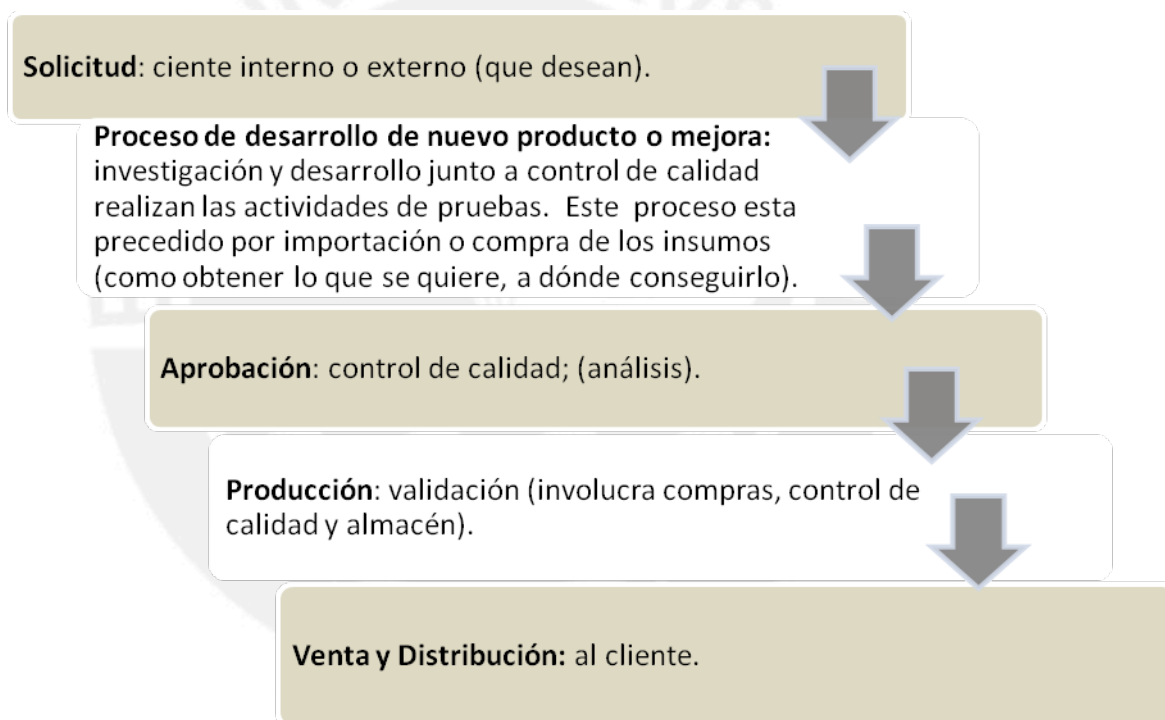 Solicitud: ciente interno o externo (que desean).
Proceso de desarrollo de nuevo producto o mejora:
investigación y desarrollo junto a control de calidad
realizan las actividades de pruebas. Este proceso esta
precedido por importación o compra de los insumos
(como obtener lo que se quiere, a dónde conseguirlo).
Aprobación: control de calidad; (análisis).
Producción: validación (involucra compras, control de
calidad y almacén).
Venta y Distribución: al cliente.